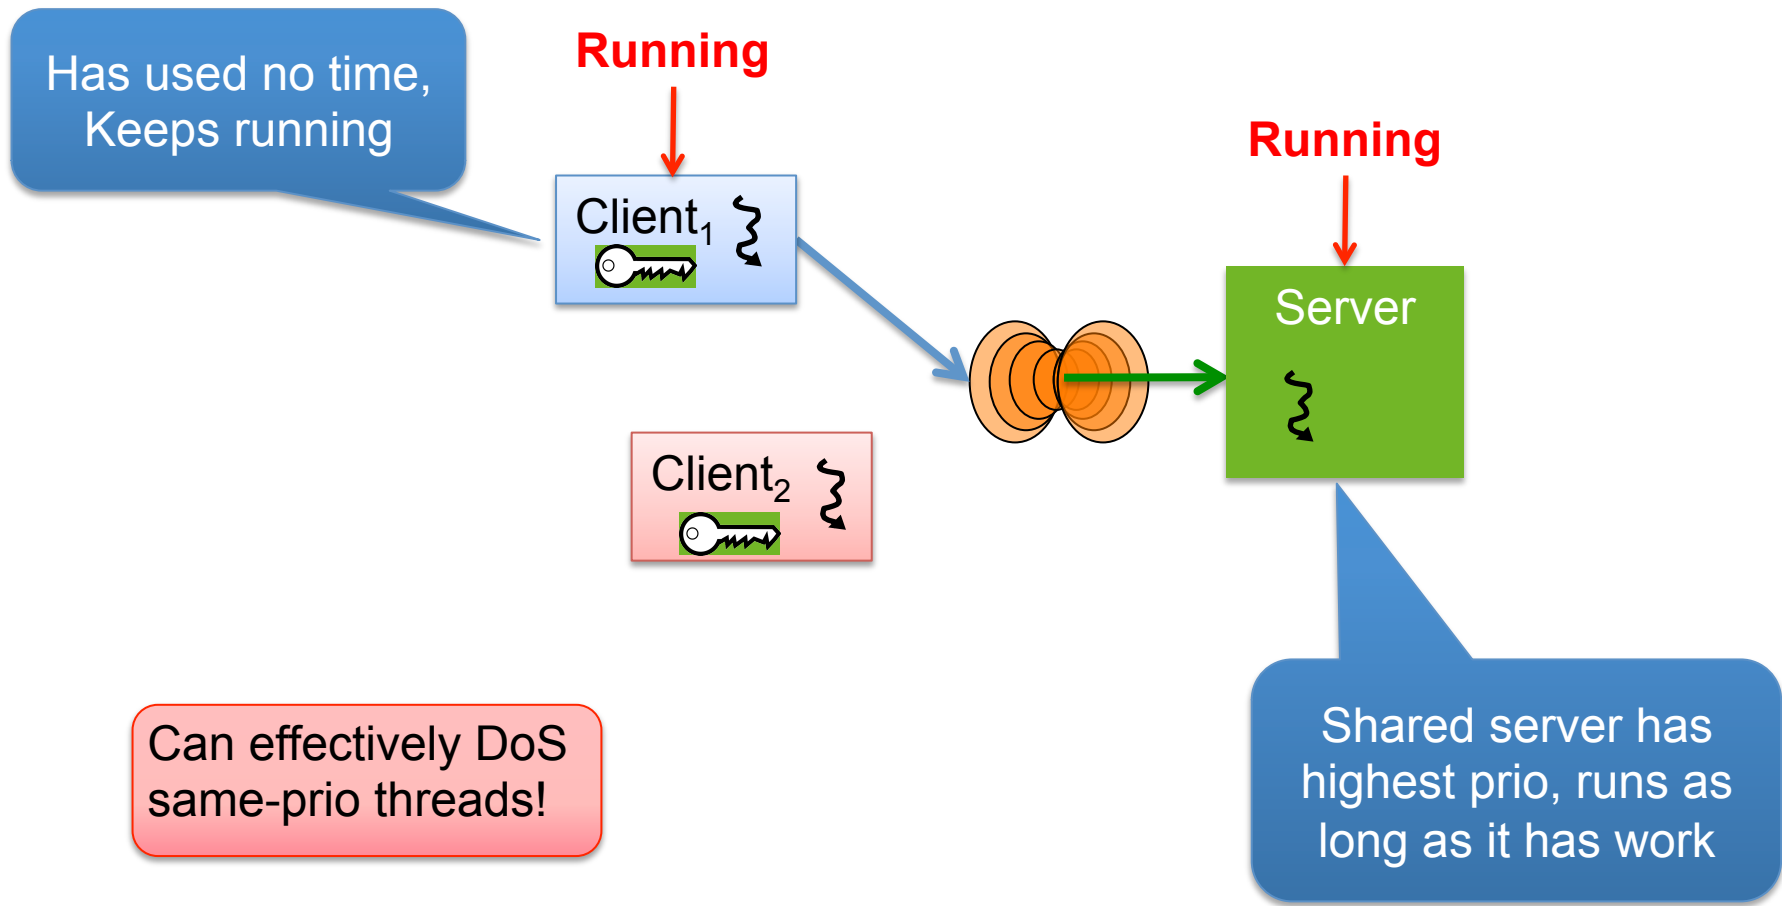 Has used no time,
Keeps running
Running
Running
Client₁
Server
Client₂
Can effectively DoS
same-prio threads!
Shared server has
highest prio, runs as
long as it has work